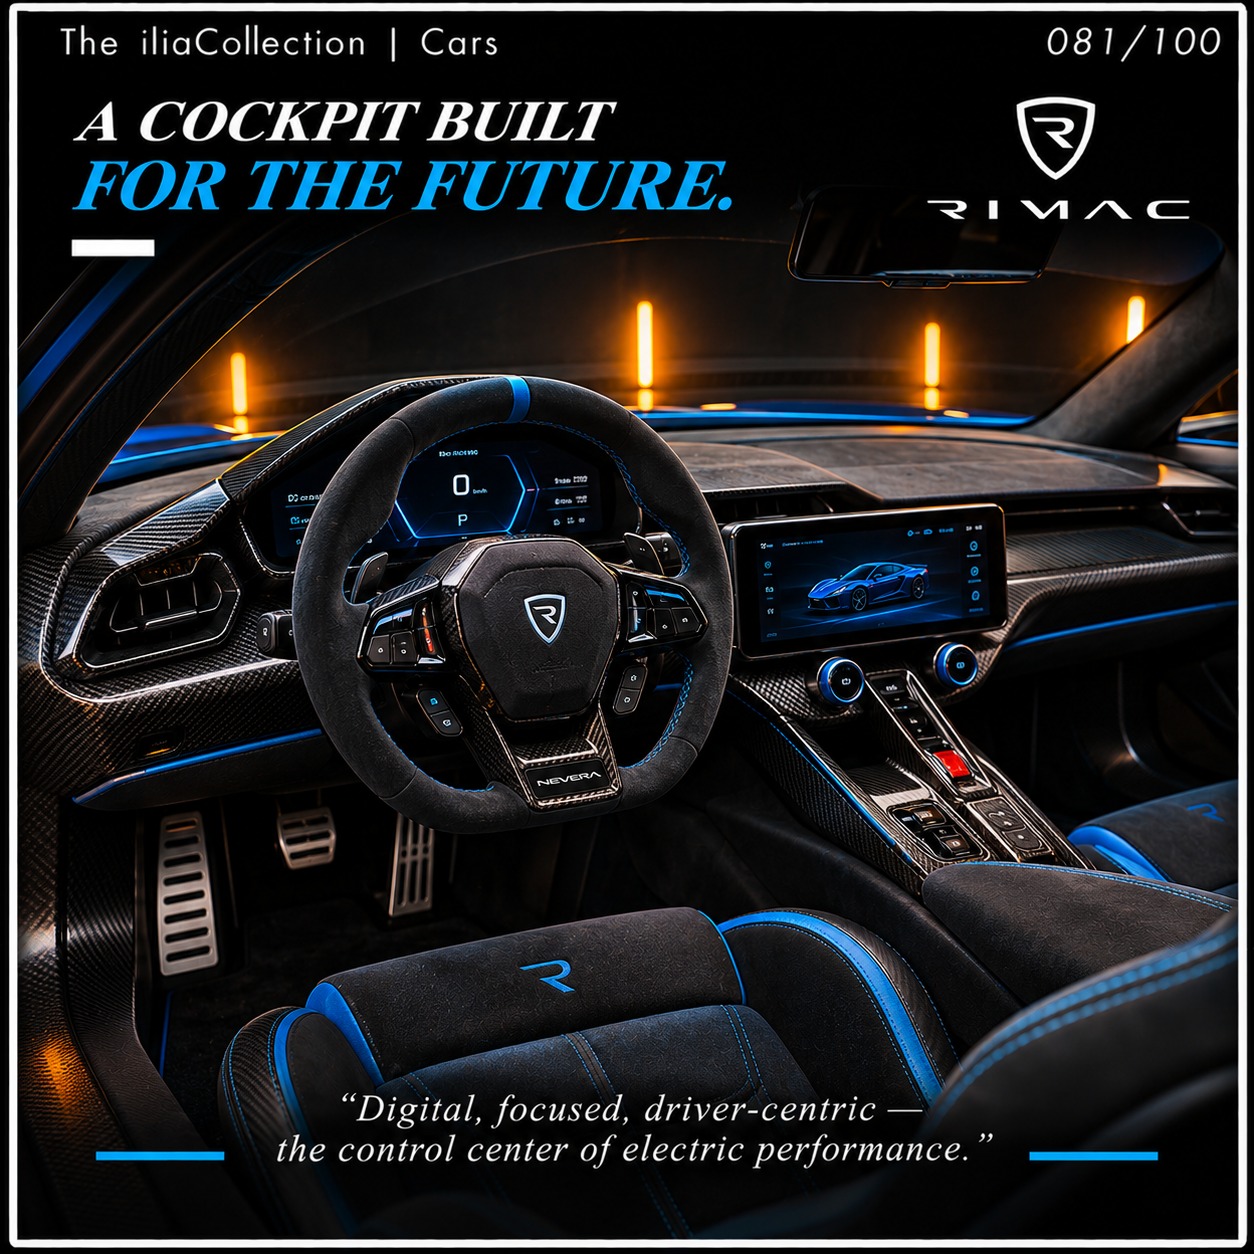 The iliaCollection | Cars
081/100
A COCKPIT BUILT
FOR THE FUTURE.
RIMAC
0
P
NEVERA
“Digital, focused, driver-centric —
the control center of electric performance.”